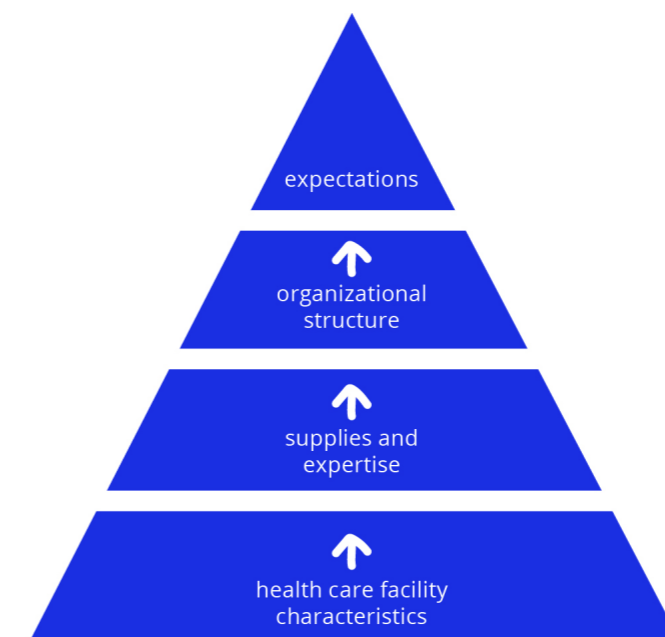 expectations
organizational
structure
supplies and
expertise
health care facility
characteristics